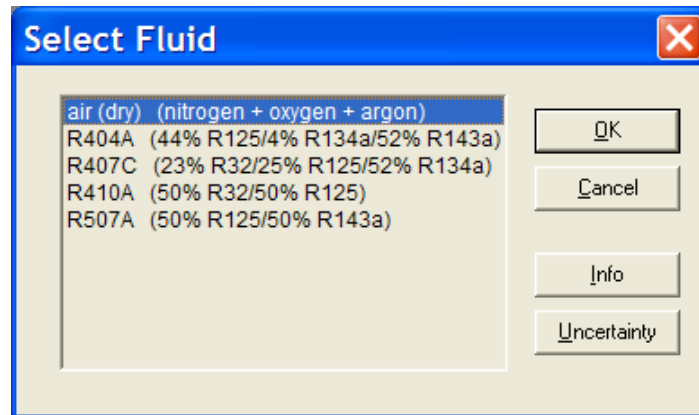 Select Fluid
air (dry) (nitrogen + oxygen + argon)
R404A (44% R125/4% R134a/52% R143a)
R407C (23% R32/25% R125/52% R134a)
R410A (50% R32/50% R125)
R507A (50% R125/50% R143a)
OK
Cancel
Info
Uncertainty